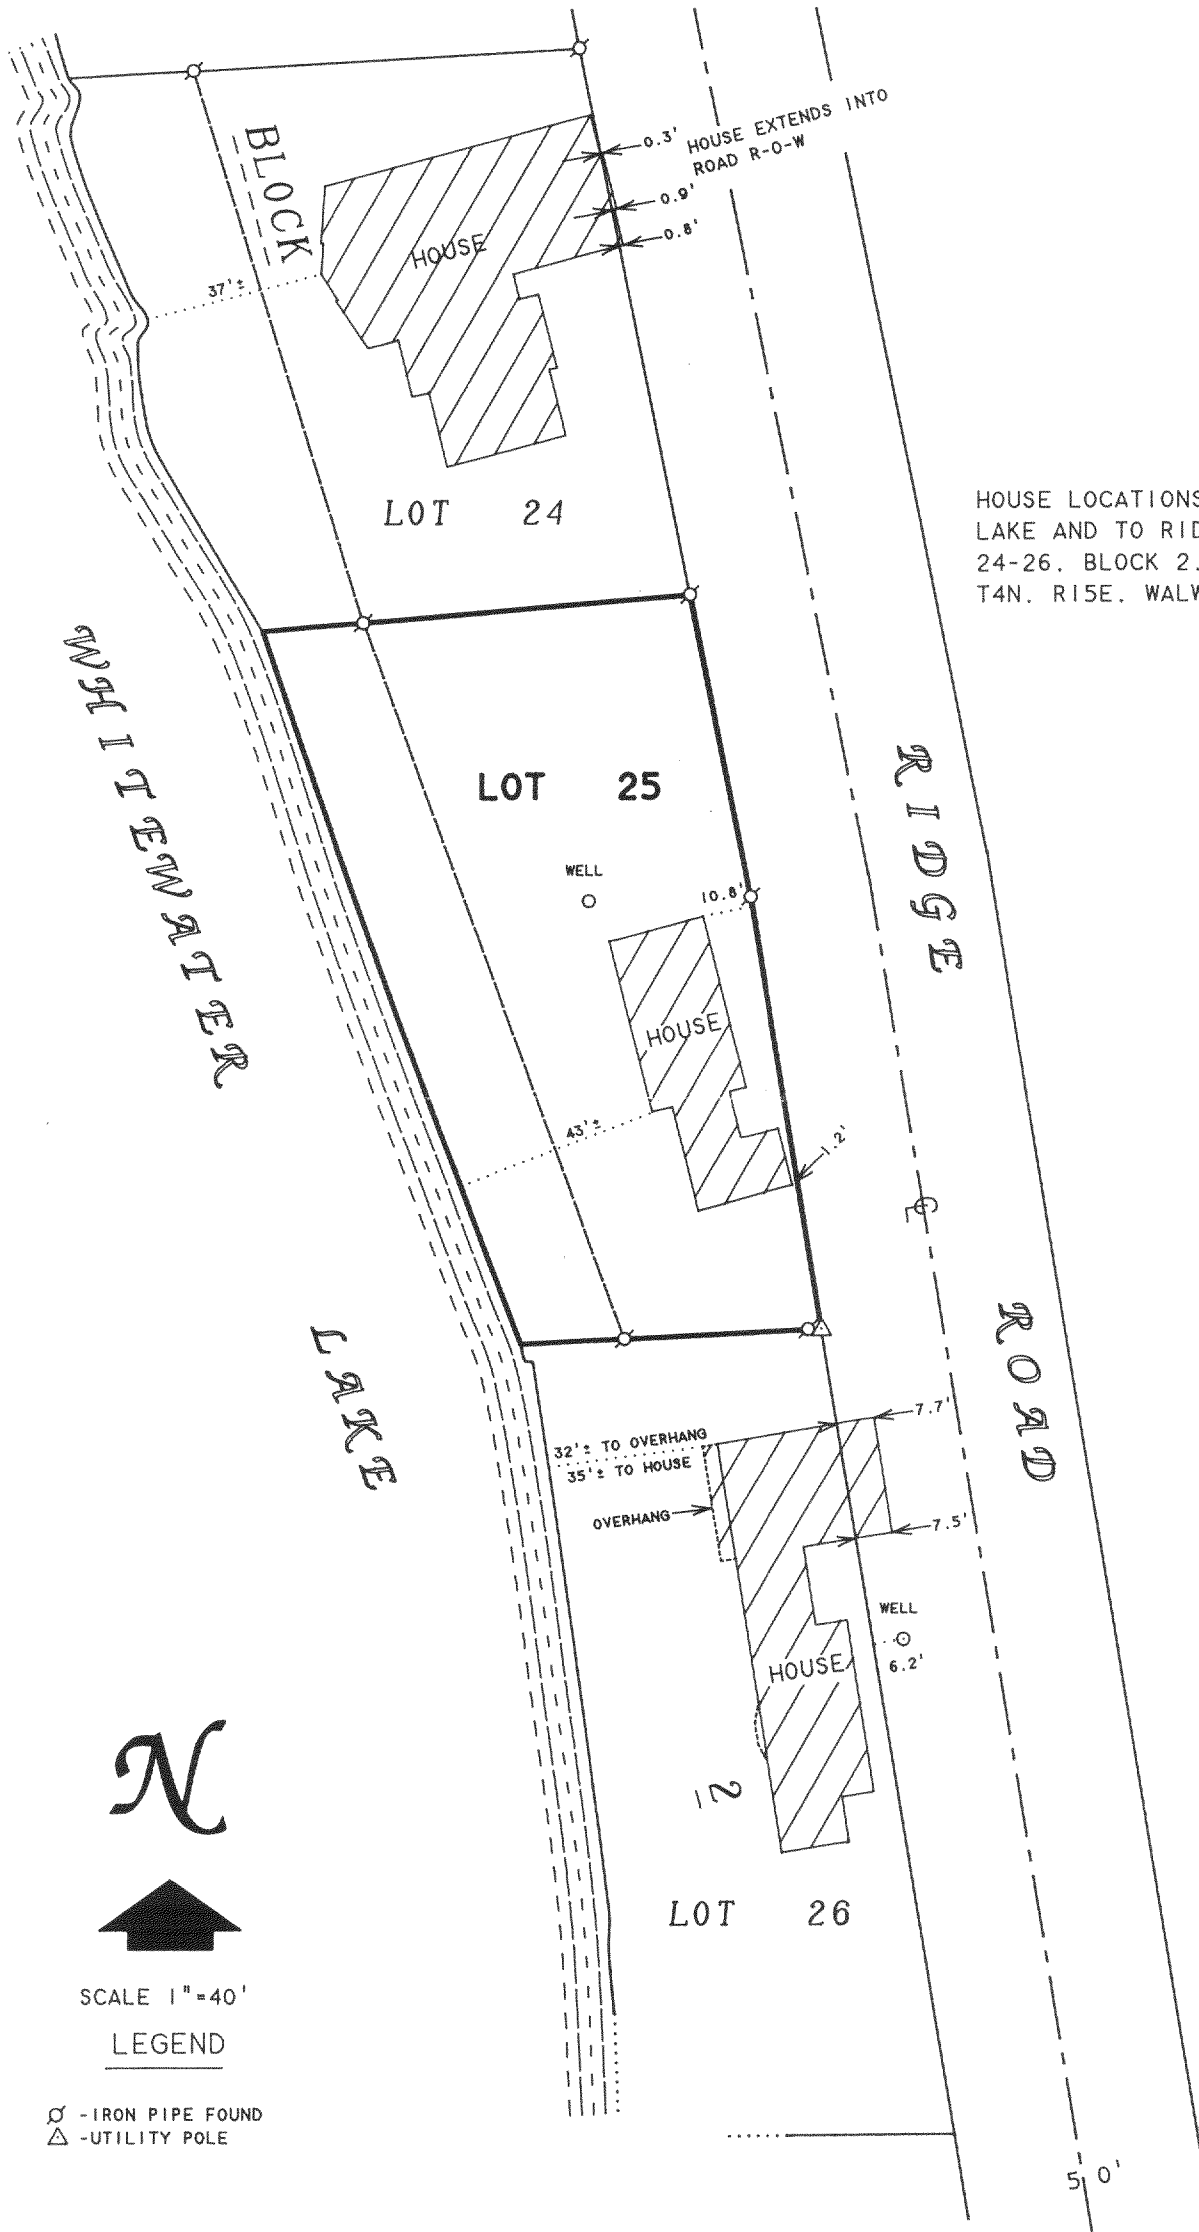 BLOCK
0.3'
HOUSE EXTENDS INTO
ROAD R-O-W
0.9'
0.8'
HOUSE
37'±
LOT 24
HOUSE LOCATIONS
LAKE AND TO
24-26, BLOCK 2,
T4N, R15E,
WHITEWATER
LAKE
LOT 25
WELL
10.8'
HOUSE
43'±
1.2'
RIDGE
ROAD
7.7'
32'± TO OVERHANG
35'± TO HOUSE
OVERHANG
7.5'
WELL
6.2'
HOUSE
2
LOT 26
N
SCALE 1"=40'
LEGEND
-IRON PIPE FOUND
-UTILITY POLE
50'